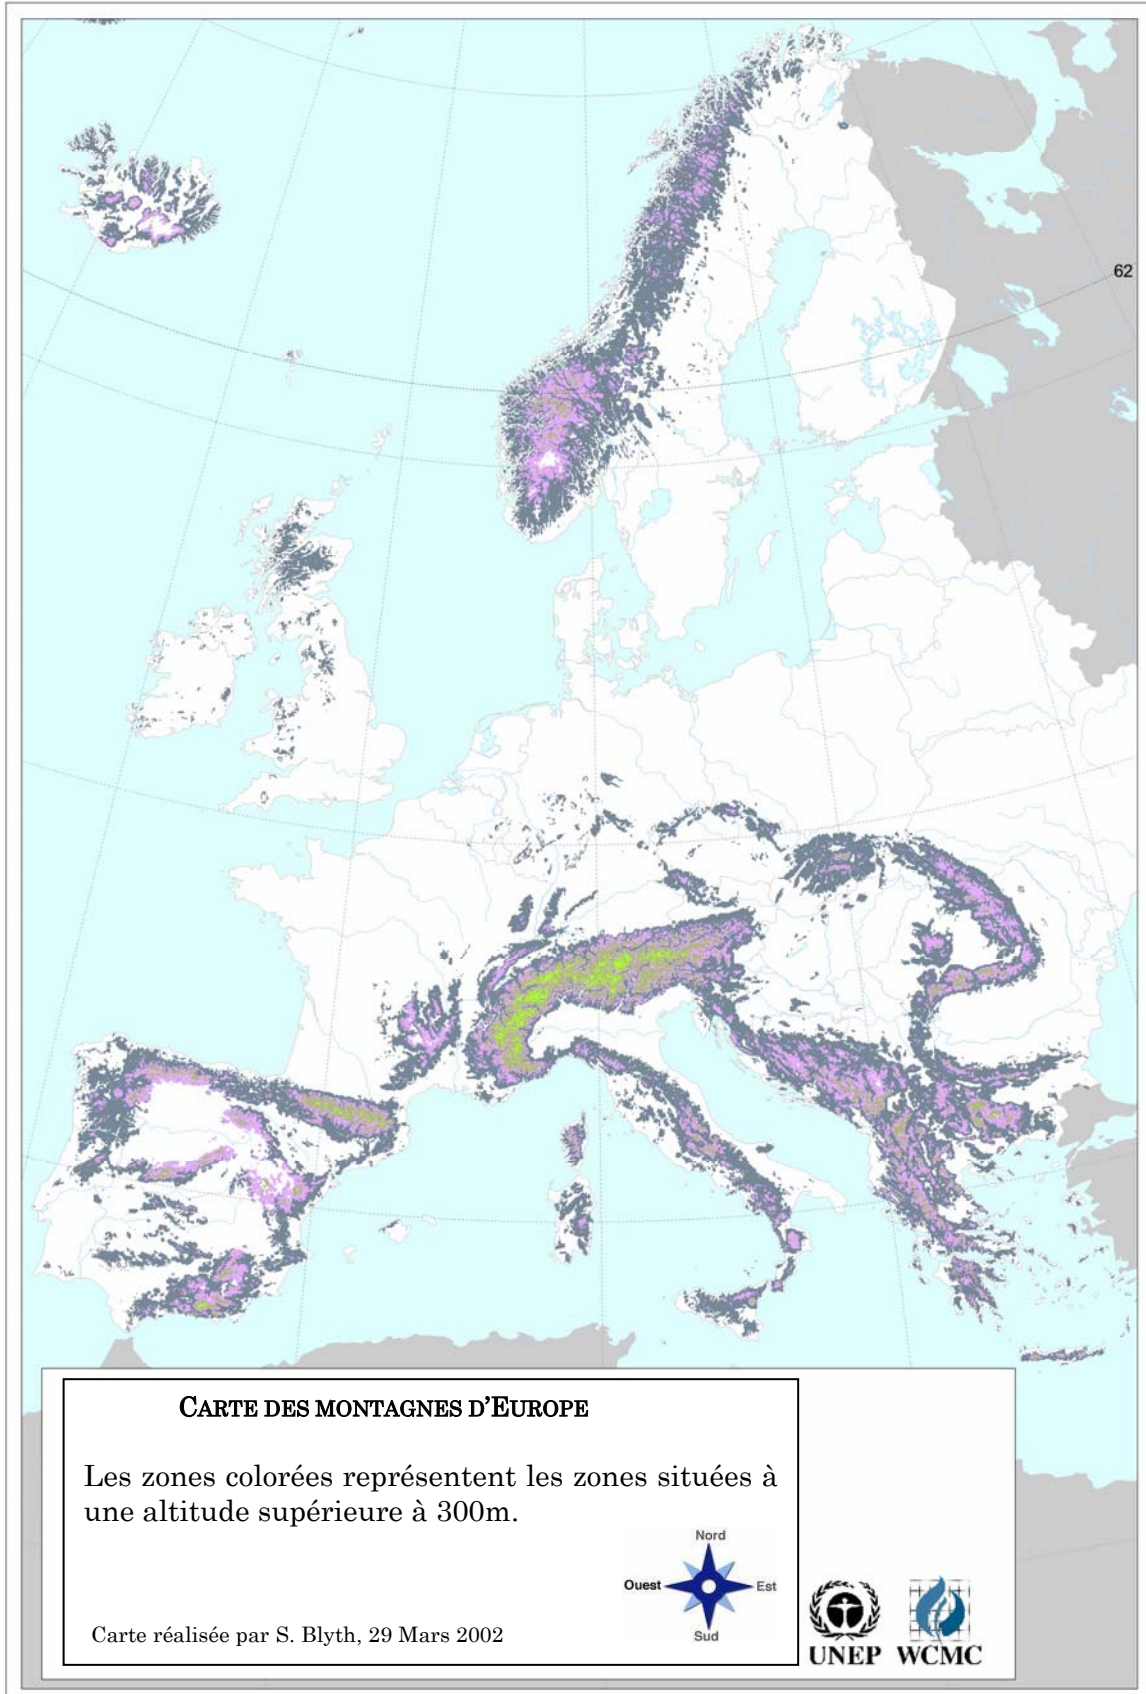 62
CARTE DES MONTAGNES D'EUROPE
Les zones colorées représentent les zones situées à
une altitude supérieure à 300m.
Nord
Ouest
Est
Sud
Carte réalisée par S. Blyth, 29 Mars 2002
UNEP WCMC